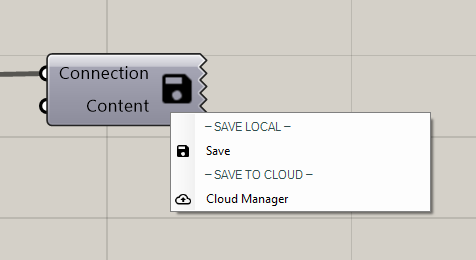 Connection
Content
– SAVE LOCAL –
Save
– SAVE TO CLOUD –
Cloud Manager